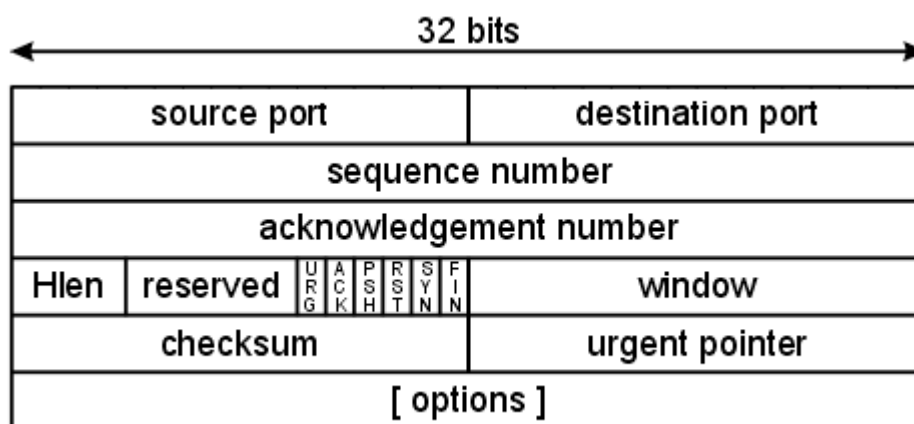 32 bits
source port destination port
sequence number
acknowledgement number
Hlen reserved URG ACK PSH RST SYN FIN window
checksum urgent pointer
[ options ]